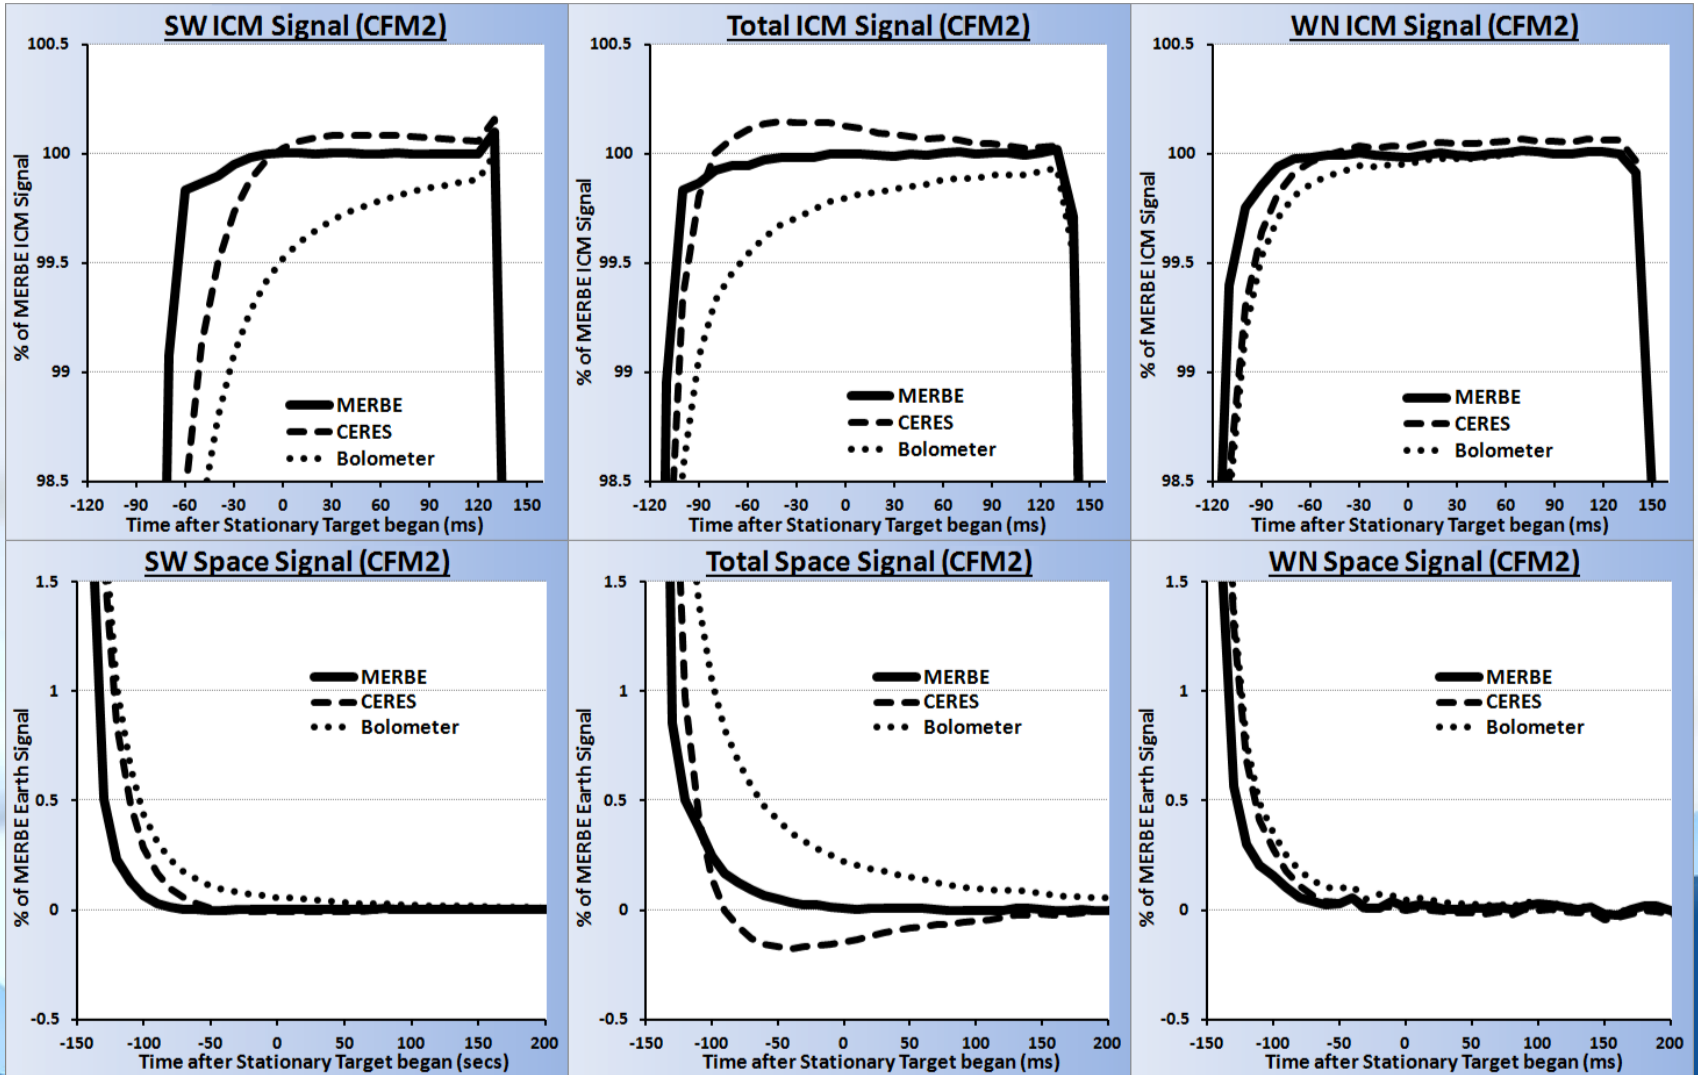 SW ICM Signal (CFM2)
% of MERBE ICM Signal
100.5
100
99.5
99
98.5
MERBE
CERES
Bolometer
-120 -90 -60 -30 0 30 60 90 120 150
Time after Stationary Target began (ms)
Total ICM Signal (CFM2)
% of MERBE ICM Signal
100.5
100
99.5
99
98.5
MERBE
CERES
Bolometer
-120 -90 -60 -30 0 30 60 90 120 150
Time after Stationary Target began (ms)
WN ICM Signal (CFM2)
% of MERBE ICM Signal
100.5
100
99.5
99
98.5
MERBE
CERES
Bolometer
-120 -90 -60 -30 0 30 60 90 120 150
Time after Stationary Target began (ms)
SW Space Signal (CFM2)
% of MERBE Earth Signal
1.5
1
0.5
0
-0.5
MERBE
CERES
Bolometer
-150 -100 -50 0 50 100 150 200
Time after Stationary Target began (secs)
Total Space Signal (CFM2)
% of MERBE Earth Signal
1.5
1
0.5
0
-0.5
MERBE
CERES
Bolometer
-150 -100 -50 0 50 100 150 200
Time after Stationary Target began (ms)
WN Space Signal (CFM2)
% of MERBE Earth Signal
1.5
1
0.5
0
-0.5
MERBE
CERES
Bolometer
-150 -100 -50 0 50 100 150 200
Time after Stationary Target began (ms)